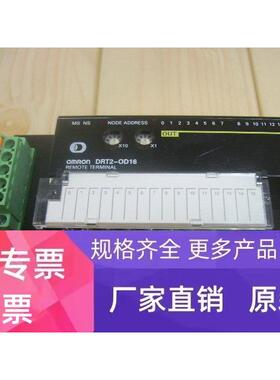 MS NS NODE ADDRESS 0 1 2 3 4 5 6 7 8 9 10 11 12 13
OUT
X10 X1
OMRON DRT2-OD16
REMOTE TERMINAL
专票
票
规格齐全 更多产品
厂家直销 原